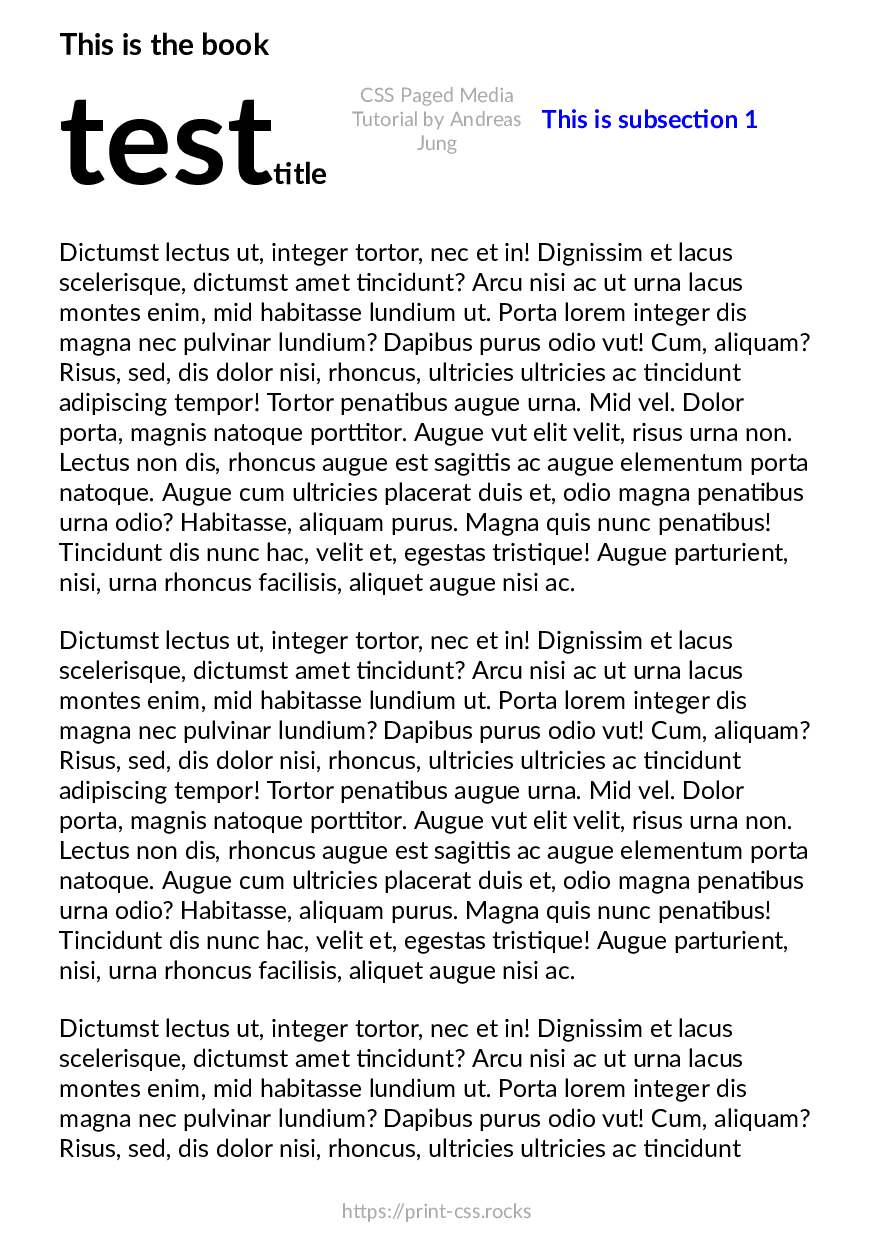 This is the book
testtitle
CSS Paged Media
Tutorial by Andreas
Jung
This is subsection 1
Dictumst lectus ut, integer tortor, nec et in! Dignissim et lacus
scelerisque, dictumst amet tincidunt? Arcu nisi ac ut urna lacus
montes enim, mid habitasse lundium ut. Porta lorem integer dis
magna nec pulvinar lundium? Dapibus purus odio vut! Cum, aliquam?
Risus, sed, dis dolor nisi, rhoncus, ultricies ultricies ac tincidunt
adipiscing tempor! Tortor penatibus augue urna. Mid vel. Dolor
porta, magnis natoque porttitor. Augue vut elit velit, risus urna non.
Lectus non dis, rhoncus augue est sagittis ac augue elementum porta
natoque. Augue cum ultricies placerat duis et, odio magna penatibus
urna odio? Habitasse, aliquam purus. Magna quis nunc penatibus!
Tincidunt dis nunc hac, velit et, egestas tristique! Augue parturient,
nisi, urna rhoncus facilisis, aliquet augue nisi ac.
Dictumst lectus ut, integer tortor, nec et in! Dignissim et lacus
scelerisque, dictumst amet tincidunt? Arcu nisi ac ut urna lacus
montes enim, mid habitasse lundium ut. Porta lorem integer dis
magna nec pulvinar lundium? Dapibus purus odio vut! Cum, aliquam?
Risus, sed, dis dolor nisi, rhoncus, ultricies ultricies ac tincidunt
adipiscing tempor! Tortor penatibus augue urna. Mid vel. Dolor
porta, magnis natoque porttitor. Augue vut elit velit, risus urna non.
Lectus non dis, rhoncus augue est sagittis ac augue elementum porta
natoque. Augue cum ultricies placerat duis et, odio magna penatibus
urna odio? Habitasse, aliquam purus. Magna quis nunc penatibus!
Tincidunt dis nunc hac, velit et, egestas tristique! Augue parturient,
nisi, urna rhoncus facilisis, aliquet augue nisi ac.
Dictumst lectus ut, integer tortor, nec et in! Dignissim et lacus
scelerisque, dictumst amet tincidunt? Arcu nisi ac ut urna lacus
montes enim, mid habitasse lundium ut. Porta lorem integer dis
magna nec pulvinar lundium? Dapibus purus odio vut! Cum, aliquam?
Risus, sed, dis dolor nisi, rhoncus, ultricies ultricies ac tincidunt
https://print-css.rocks